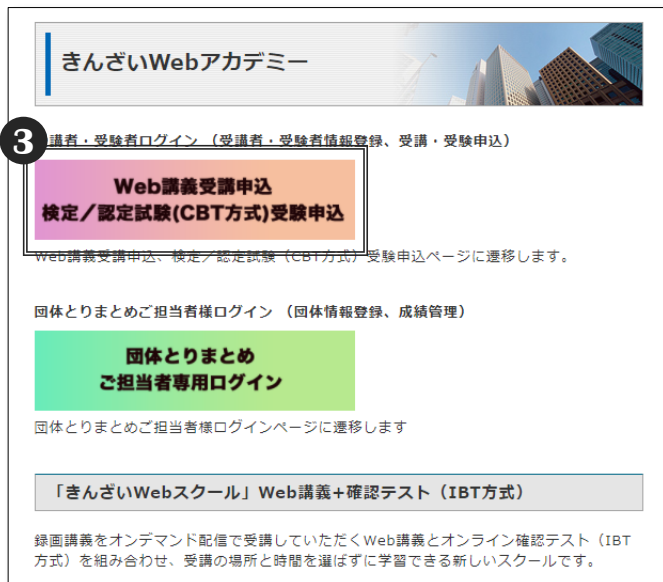 きんざいWebアカデミー
3
講者・受験者ログイン （受講者・受験者情報登録、受講・受験申込）
Web講義受講申込
検定／認定試験(CBT方式)受験申込
Web講義受講申込、検定／認定試験（CBT方式）受験申込ページに遷移します。
団体とりまとめご担当者様ログイン （団体情報登録、成績管理）
団体とりまとめ
ご担当者専用ログイン
団体とりまとめご担当者様ログインページに遷移します
「きんざいWebスクール」Web講義+確認テスト（IBT方式）
録画講義をオンデマンド配信で受講していただくWeb講義とオンライン確認テスト（IBT
方式）を組み合わせ、受講の場所と時間を選ばずに学習できる新しいスクールです。